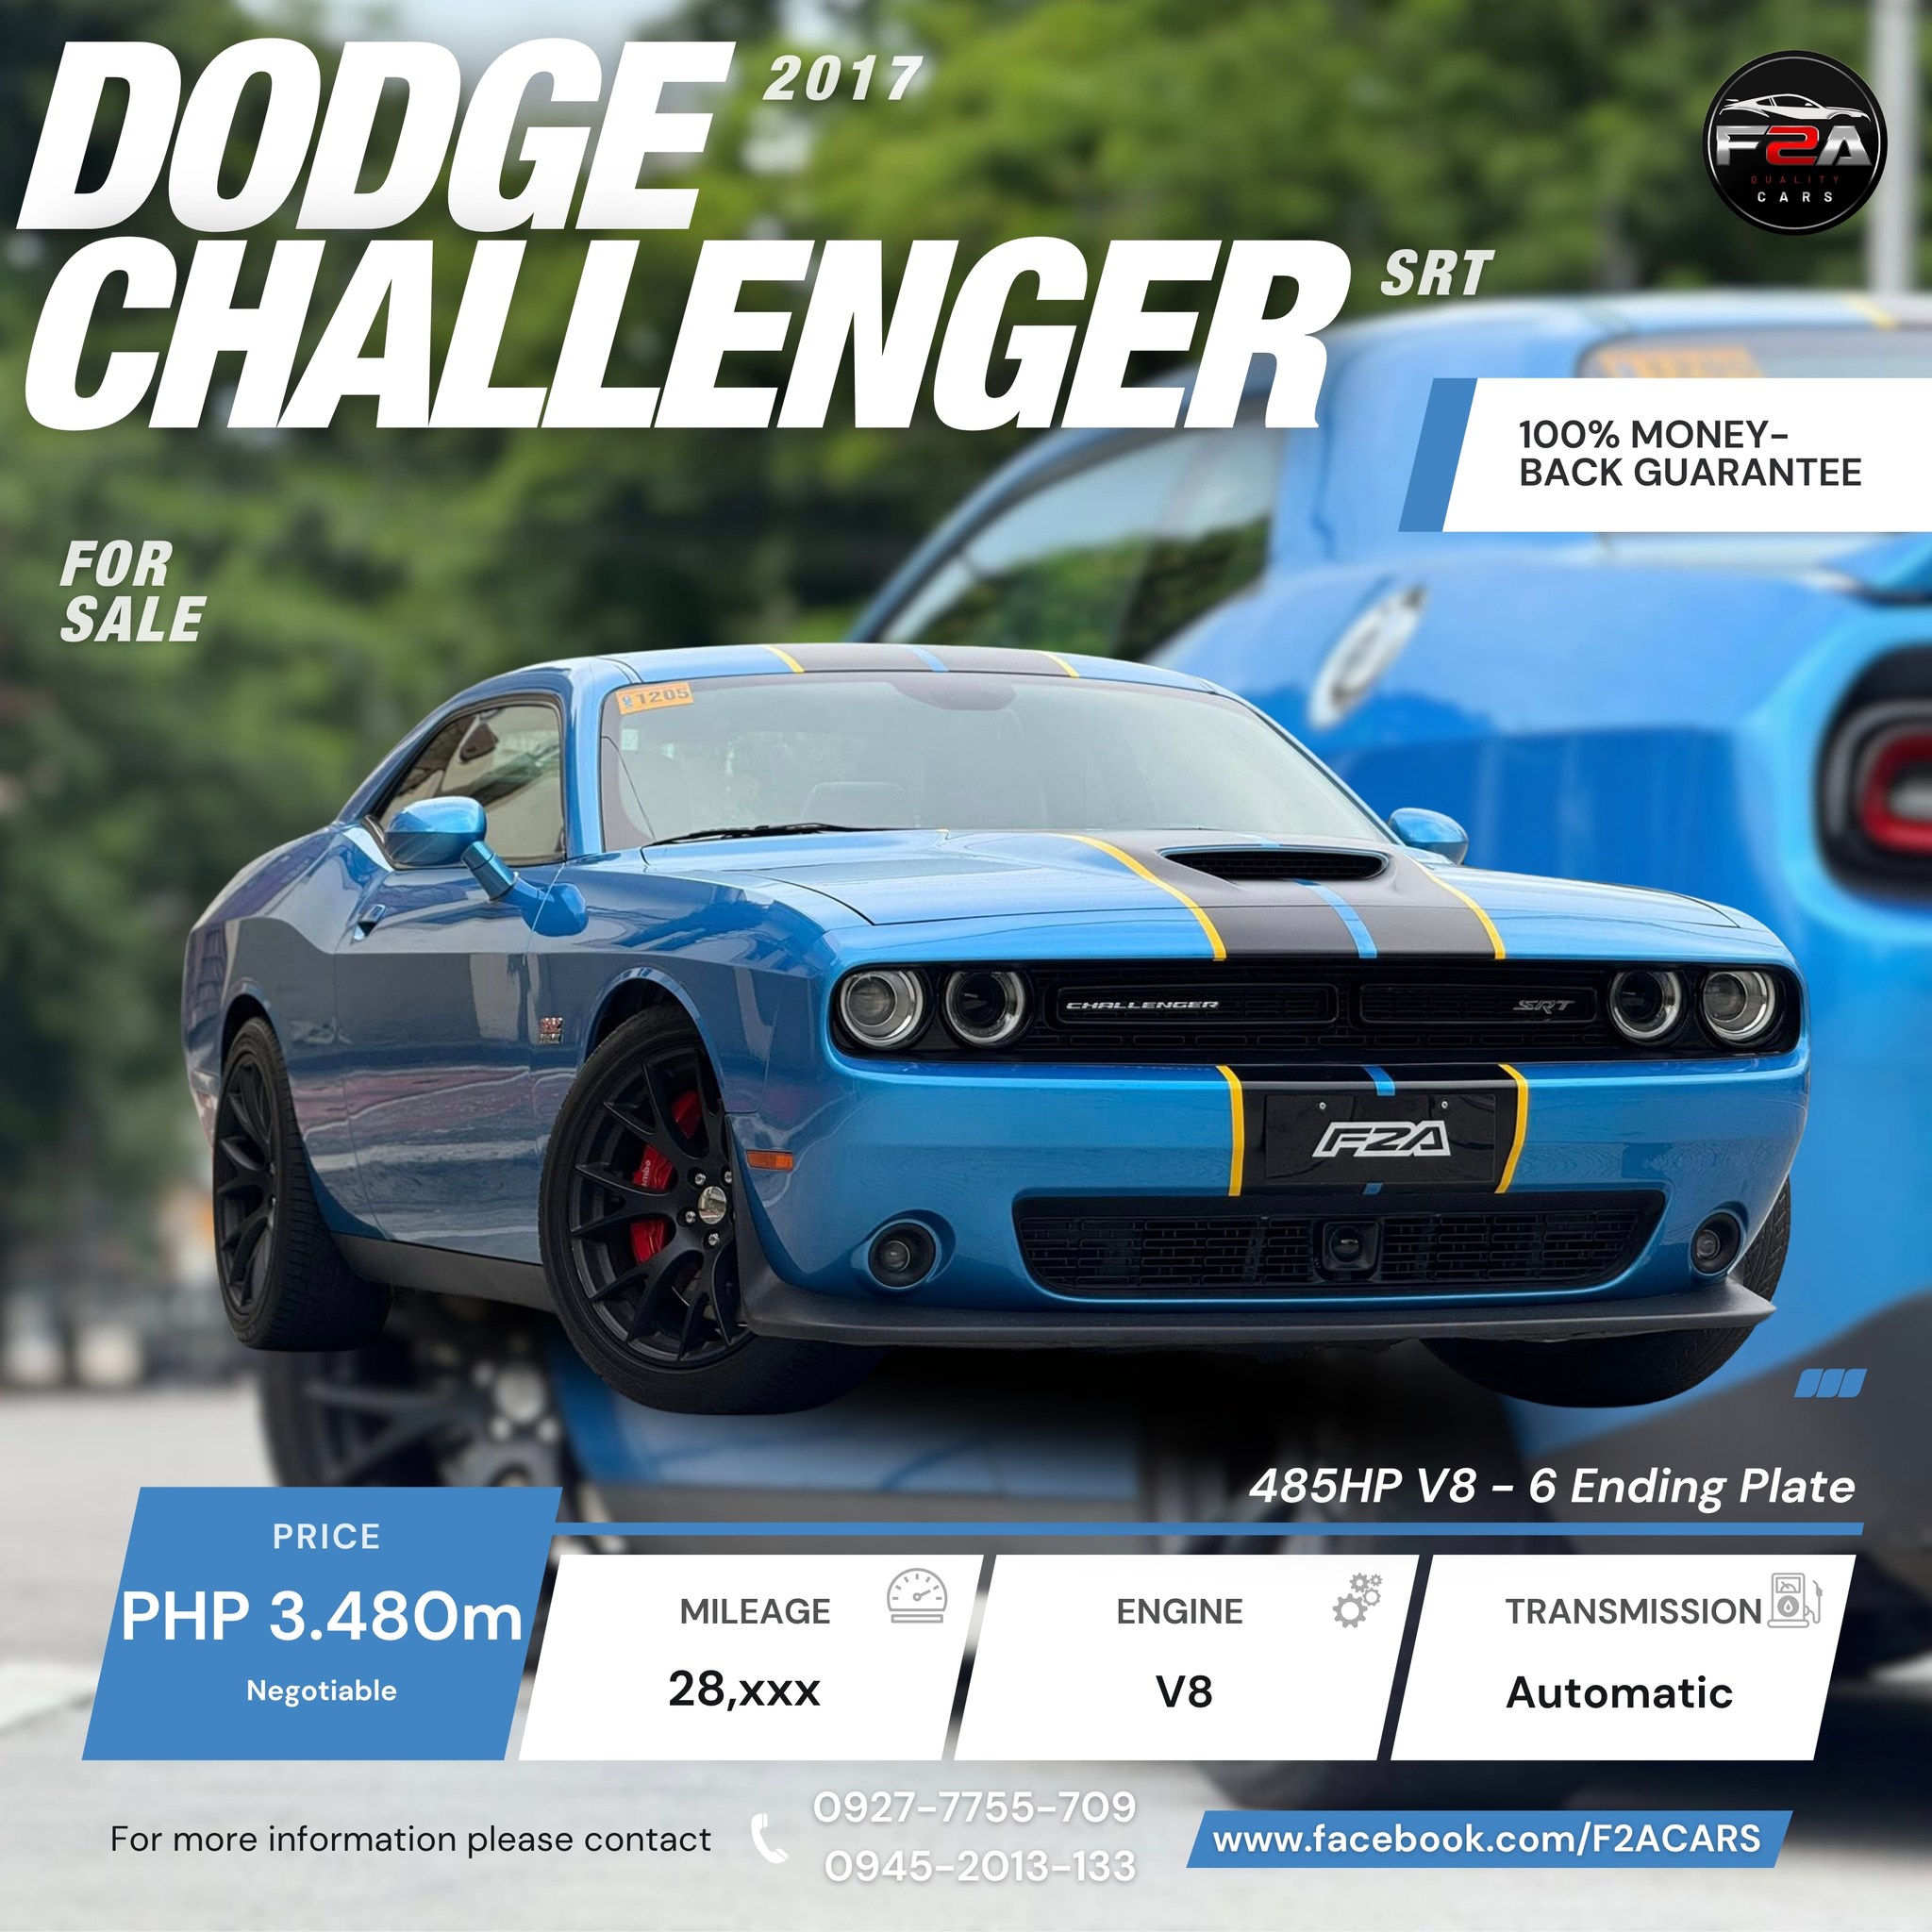 DODGE 2017
CHALLENGER SRT
F2A
QUALITY
CARS
100% MONEY-
BACK GUARANTEE
FOR
SALE
1205
CHALLENGER
SRT
F2A
485HP V8 - 6 Ending Plate
PRICE
PHP 3.480m
Negotiable
MILEAGE
28,xxx
ENGINE
V8
TRANSMISSION
Automatic
For more information please contact
0927-7755-709
0945-2013-133
www.facebook.com/F2ACARS